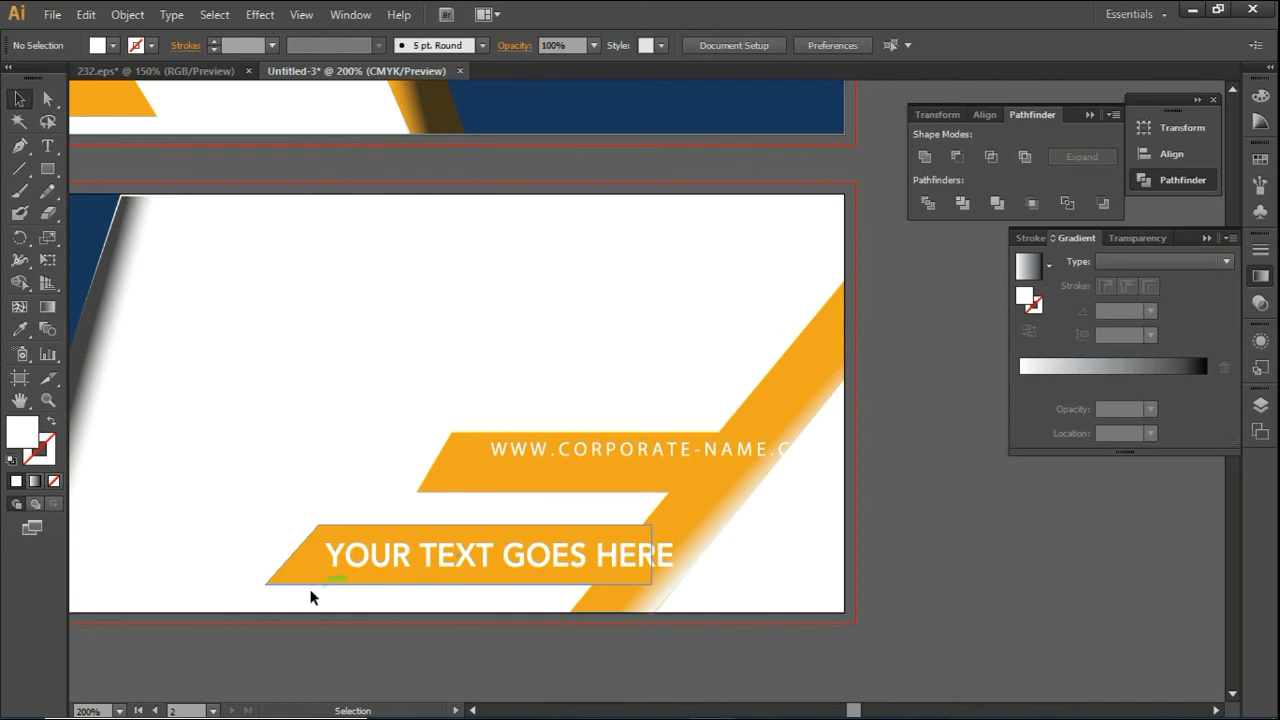 Ai File Edit Object Type Select Effect View Window Help Br Essentials
No Selection Stroke: 5 pt. Round Opacity: 100% Style: Document Setup Preferences
232.eps* @ 150% (RGB/Preview) × Untitled-3* @ 200% (CMYK/Preview) ×
Transform Align Pathfinder
Shape Modes:
Expand
Pathfinders:
Transform
Align
Pathfinder
Stroke Gradient Transparency
Type:
Stroke:
Opacity:
Location:
WWW.CORPORATE-NAME.C
YOUR TEXT GOES HERE
200% 2 Selection